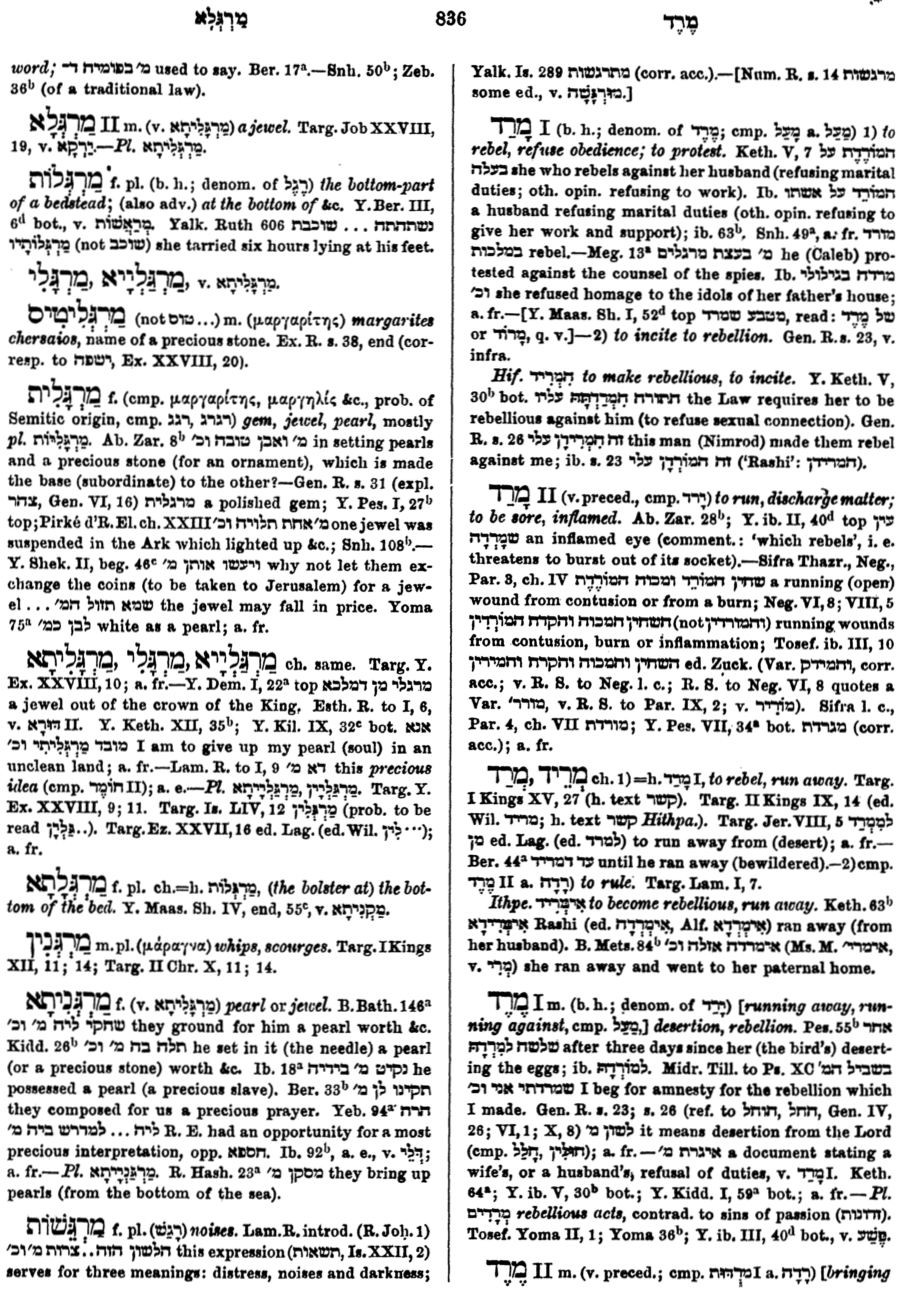 מַרְגְּלָא
836
מֶרֶד
word; מ׳ בפומיה ד־ used to say. Ber. 17ᵃ.—Snh. 50ᵇ; Zeb.
36ᵇ (of a traditional law).
מַרְגְּלָא II m. (v. מַרְגָּלִיתָא) a jewel. Targ. Job XXVIII,
19, v. יַרְקָא.—Pl. מַרְגָּלִיתָא.
מַרְגְּלוֹת f. pl. (b. h.; denom. of רֶגֶל) the bottom-part
of a bedstead; (also adv.) at the bottom of &c. Y. Ber. III,
6ᵈ bot., v. מְרַאֲשׁוֹת. Yalk. Ruth 606 נשתהתה ... שוכבת
מַרְגְּלוֹתָיו (not שוכב) she tarried six hours lying at his feet.
מַרְגָּלַיָּיא, מַרְגָּלִי, v. מַרְגָּלִיתָא.
מַרְגְּלִיטִיס (not ...טוס) m. (μαργαρίτης) margarites
chersaios, name of a precious stone. Ex. R. s. 38, end (cor-
resp. to ישפה, Ex. XXVIII, 20).
מַרְגָּלִית f. (cmp. μαργαρίτης, μαργηλίς &c., prob. of
Semitic origin, cmp. רגג, רגרג) gem, jewel, pearl, mostly
pl. מַרְגָּלִיּוֹת. Ab. Zar. 8ᵇ מ׳ ואבן טובה וכ׳ in setting pearls
and a precious stone (for an ornament), which is made
the base (subordinate) to the other?—Gen. R. s. 31 (expl.
צהר, Gen. VI, 16) מרגלית a polished gem; Y. Pes. I, 27ᵇ
top; Pirké d'R. El. ch. XXIII מ׳ אחת תלויה וכ׳ one jewel was
suspended in the Ark which lighted up &c.; Snh. 108ᵇ.—
Y. Shek. II, beg. 46ᶜ ויעשו אותן מ׳ why not let them ex-
change the coins (to be taken to Jerusalem) for a jew-
el ... שמא תזול המ׳ the jewel may fall in price. Yoma
75ᵃ לבן כמ׳ white as a pearl; a. fr.
מַרְגָּלַיָּיא, מַרְגָּלִי, מַרְגָּלִיתָא ch. same. Targ. Y.
Ex. XXVIII, 10; a. fr.—Y. Dem. I, 22ᵃ top מרגלי מן דמלכא
a jewel out of the crown of the King. Esth. R. to I, 6,
v. חוּרָא II. Y. Keth. XII, 35ᵇ; Y. Kil. IX, 32ᶜ bot. אנא
מובד מַרְגָּלִיתִי וכ׳ I am to give up my pearl (soul) in an
unclean land; a. fr.—Lam. R. to I, 9 דא מ׳ this precious
idea (cmp. חוֹמֶר II); a. e.—Pl. מַרְגָּלְיָין, מַרְגָּלְיָיתָא. Targ. Y.
Ex. XXVIII, 9; 11. Targ. Is. LIV, 12 מַרְגְּלִין (prob. to be
read ..גָּלְיָן). Targ. Ez. XXVII, 16 ed. Lag. (ed. Wil. ...לִין);
a. fr.
מַרְגְּלָתָא f. pl. ch.=h. מַרְגְּלוֹת, (the bolster at) the bot-
tom of the bed. Y. Maas. Sh. IV, end, 55ᶜ, v. מַקְנִיתָא.
מַרְגְּנִין m. pl. (μάραγνα) whips, scourges. Targ. I Kings
XII, 11; 14; Targ. II Chr. X, 11; 14.
מַרְגָּנִיתָא f. (v. מַרְגָּלִיתָא) pearl or jewel. B. Bath. 146ᵃ
שחקי ליה מ׳ וכ׳ they ground for him a pearl worth &c.
Kidd. 26ᵇ תלה בה מ׳ וכ׳ he set in it (the needle) a pearl
(or a precious stone) worth &c. Ib. 18ᵃ נקיט מ׳ בידיה he
possessed a pearl (a precious slave). Ber. 33ᵇ תקינו לן מ׳
they composed for us a precious prayer. Yeb. 94ᵃ הרה
ליה ... למדרש ביה מ׳ R. E. had an opportunity for a most
precious interpretation, opp. חספא. Ib. 92ᵇ, a. e., v. דְּלֵי;
a. fr.—Pl. מַרְגָּנְיָיתָא. R. Hash. 23ᵃ מסקן מ׳ they bring up
pearls (from the bottom of the sea).
מַרְגֵּשׁוֹת f. pl. (רָגַשׁ) noises. Lam. R. introd. (R. Joh. 1)
הלשון הזה..צרות מ׳ וכ׳ this expression (תשאות, Is. XXII, 2)
serves for three meanings: distress, noises and darkness;
Yalk. Is. 289 מתרגשות (corr. acc.).—[Num. R. s. 14 מרגשות
some ed., v. מוּרְגָּשָׁה.]
מָרַד I (b. h.; denom. of מֶרֶד; cmp. מָעַל a. מַעַל) 1) to
rebel, refuse obedience; to protest. Keth. V, 7 המורדת על
בעלה she who rebels against her husband (refusing marital
duties; oth. opin. refusing to work). Ib. המורד על אשתו
a husband refusing marital duties (oth. opin. refusing to
give her work and support); ib. 63ᵇ. Snh. 49ᵃ, a. fr. מורד
במלכות rebel.—Meg. 13ᵃ מ׳ בעצת מרגלים he (Caleb) pro-
tested against the counsel of the spies. Ib. מרדה בגילולי
וכ׳ she refused homage to the idols of her father's house;
a. fr.—[Y. Maas. Sh. I, 52ᵈ top מטבע שמרד, read: של מֶרֶד
or מָרוֹד, q. v.]—2) to incite to rebellion. Gen. R. s. 23, v.
infra.
Hif. הִמְרִיד to make rebellious, to incite. Y. Keth. V,
30ᵇ bot. התורה הִמְרִדַתָּה עליו the Law requires her to be
rebellious against him (to refuse sexual connection). Gen.
R. s. 26 זה הִמְרִידָן עלי this man (Nimrod) made them rebel
against me; ib. s. 23 זה המורְדָן עלי (‘Rashi’: המרידן).
מָרַד II (v. preced., cmp. ירד) to run, discharge matter;
to be sore, inflamed. Ab. Zar. 28ᵇ; Y. ib. II, 40ᵈ top עין
שמרדה an inflamed eye (comment.: ‘which rebels’, i. e.
threatens to burst out of its socket).—Sifra Thazr., Neg.,
Par. 3, ch. IV שחין המורד ומכוה המורדת a running (open)
wound from contusion or from a burn; Neg. VI, 8; VIII, 5
השחין והמכוה והקדח המורדין (not והמורדין) running wounds
from contusion, burn or inflammation; Tosef. ib. III, 10
השחין והמכוה והקרח והמירין ed. Zuck. (Var. והמידק, corr.
acc.; v. R. S. to Neg. l. c.; R. S. to Neg. VI, 8 quotes a
Var. מורר׳, v. R. S. to Par. IX, 2; v. מוֹרִיד). Sifra l. c.,
Par. 4, ch. VII מורדת; Y. Pes. VII, 34ᵃ bot. מגרדת (corr.
acc.); a. fr.
מְרַד, מְרֵיד ch. 1)=h. מָרַד I, to rebel, run away. Targ.
I Kings XV, 27 (h. text קשר). Targ. II Kings IX, 14 (ed.
Wil. מריד; h. text קשר Hithpa.). Targ. Jer. VIII, 5 לְמִמְרַד
מן ed. Lag. (ed. למרד) to run away from (desert); a. fr.—
Ber. 44ᵃ עד דמריד until he ran away (bewildered).—2) cmp.
מֶרֶד II a. רָדָה) to rule. Targ. Lam. I, 7.
Ithpe. אִימְּרִיד to become rebellious, run away. Keth. 63ᵇ
אִימְּרִידָא Rashi (ed. אִימְּרְדָה, Alf. אִימְּרְדָא) ran away (from
her husband). B. Mets. 84ᵇ אימרדה אזלה וכ׳ (Ms. M. אימרי׳,
v. מְרֵי) she ran away and went to her paternal home.
מֶרֶד I m. (b. h.; denom. of יָרַד) [running away, run-
ning against, cmp. מַעַל,] desertion, rebellion. Pes. 55ᵇ אחר
שלשה לְמִרְדָּהּ after three days since her (the bird's) desert-
ing the eggs; ib. למוֹרְדָהּ. Midr. Till. to Ps. XC בשביל המ׳
שמרדתי אני וכ׳ I beg for amnesty for the rebellion which
I made. Gen. R. s. 23; s. 26 (ref. to החל, הוחל, Gen. IV,
26; VI, 1; X, 8) לשון מ׳ it means desertion from the Lord
(cmp. חָלַל, חוּלִּין); a. fr.—איגרת מ׳ a document stating a
wife's, or a husband's, refusal of duties, v. מָרַד I. Keth.
64ᵃ; Y. ib. V, 30ᵇ bot.; Y. Kidd. I, 59ᵃ bot.; a. fr.—Pl.
מְרָדִים rebellious acts, contrad. to sins of passion (זדונות).
Tosef. Yoma II, 1; Yoma 36ᵇ; Y. ib. III, 40ᵈ bot., v. פֶּשַׁע.
מֶרֶד II m. (v. preced.; cmp. מַרְדּוּת I a. רָדָה) [bringing